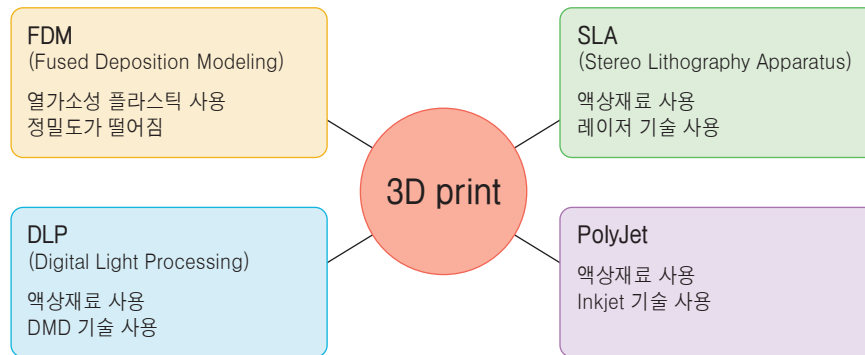 FDM
(Fused Deposition Modeling)
열가소성 플라스틱 사용
정밀도가 떨어짐
SLA
(Stereo Lithography Apparatus)
액상재료 사용
레이저 기술 사용
3D print
DLP
(Digital Light Processing)
액상재료 사용
DMD 기술 사용
PolyJet
액상재료 사용
Inkjet 기술 사용